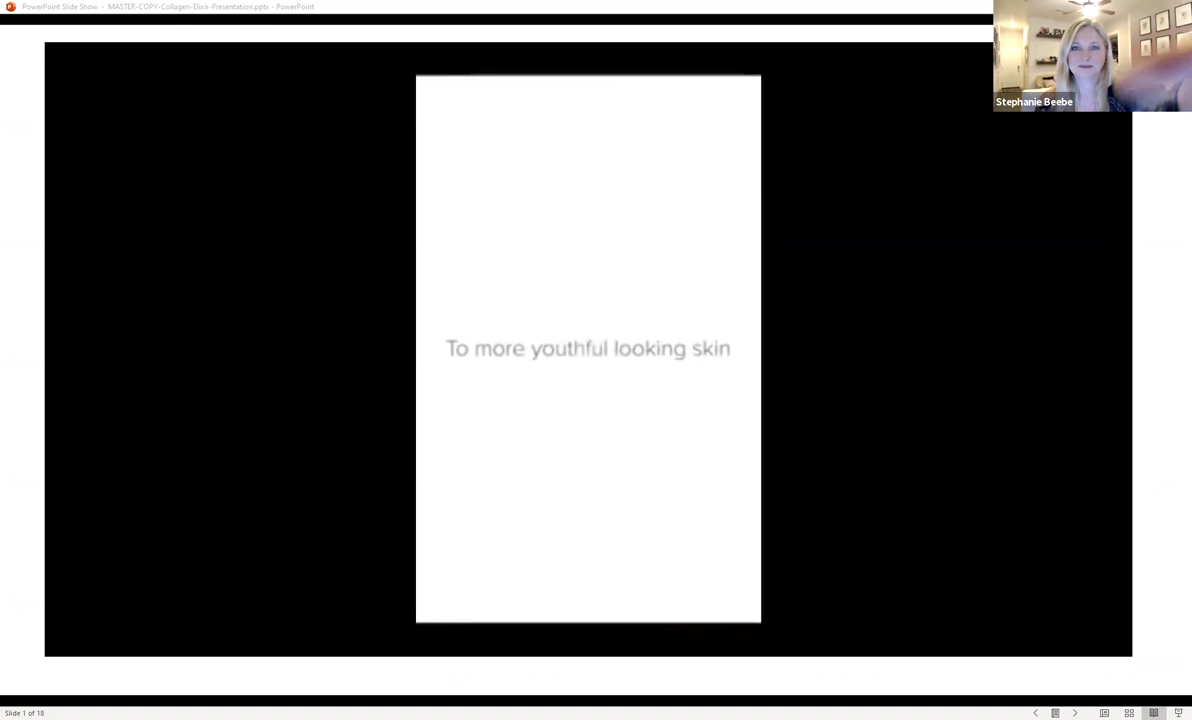 PowerPoint Slide Show - MASTER-COPY-Collagen-Elixir-Presentation.pptx - PowerPoint
Stephanie Beebe
To more youthful looking skin
Slide 1 of 18